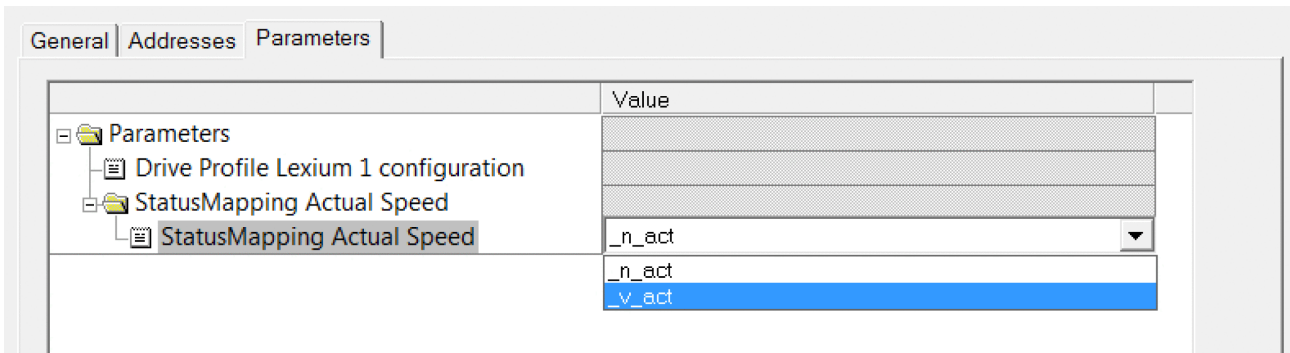 General Addresses Parameters
Value
Parameters
Drive Profile Lexium 1 configuration
StatusMapping Actual Speed
StatusMapping Actual Speed _n_act
_n_act
_v_act